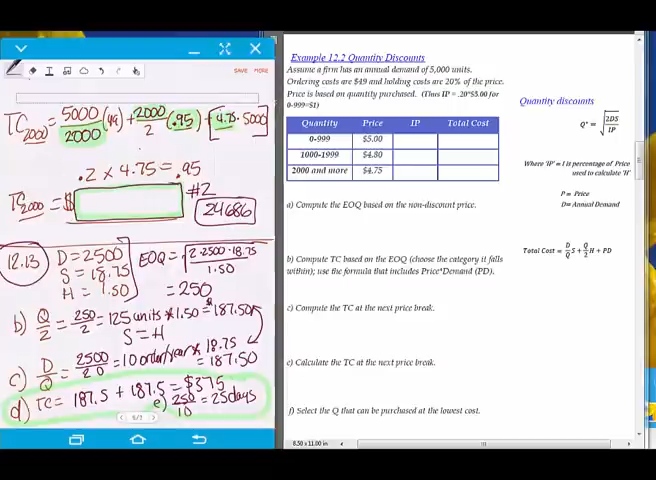 SAVE MORE
TC2000 = 5000/2000 (49) + 2000/2 (.95) + [4.75 · 5000]
.2 x 4.75 = .95
#2
TC2000 = $
24686
12.13
D = 2500
S = 18.75
H = 1.50
EOQ = √2·2500·18.75/1.50
= 250
b) Q/2 = 250/2 = 125 units * 1.50 = $187.50
S = H
c) D/Q = 2500/20 = 10 order/year * 18.75 = 187.50
d) TC = 187.5 + 187.5 = $375
e) 250/10 = 25 days
Example 12.2 Quantity Discounts
Assume a firm has an annual demand of 5,000 units.
Ordering costs are $49 and holding costs are 20% of the price.
Price is based on quantity purchased. (Thus IP = .20*$5.00 for
0-999=$1)
Quantity Price IP Total Cost
0-999 $5.00
1000-1999 $4.80
2000 and more $4.75
a) Compute the EOQ based on the non-discount price.
b) Compute TC based on the EOQ (choose the category it falls
within); use the formula that includes Price*Demand (PD).
c) Compute the TC at the next price break.
e) Calculate the TC at the next price break.
f) Select the Q that can be purchased at the lowest cost.
Quantity discounts
Q* = √2DS/IP
Where 'IP' = I is percentage of Price
used to calculate 'H'
P = Price
D= Annual Demand
Total Cost = D/Q S + Q/2 H + PD
8.50 x 11.00 in